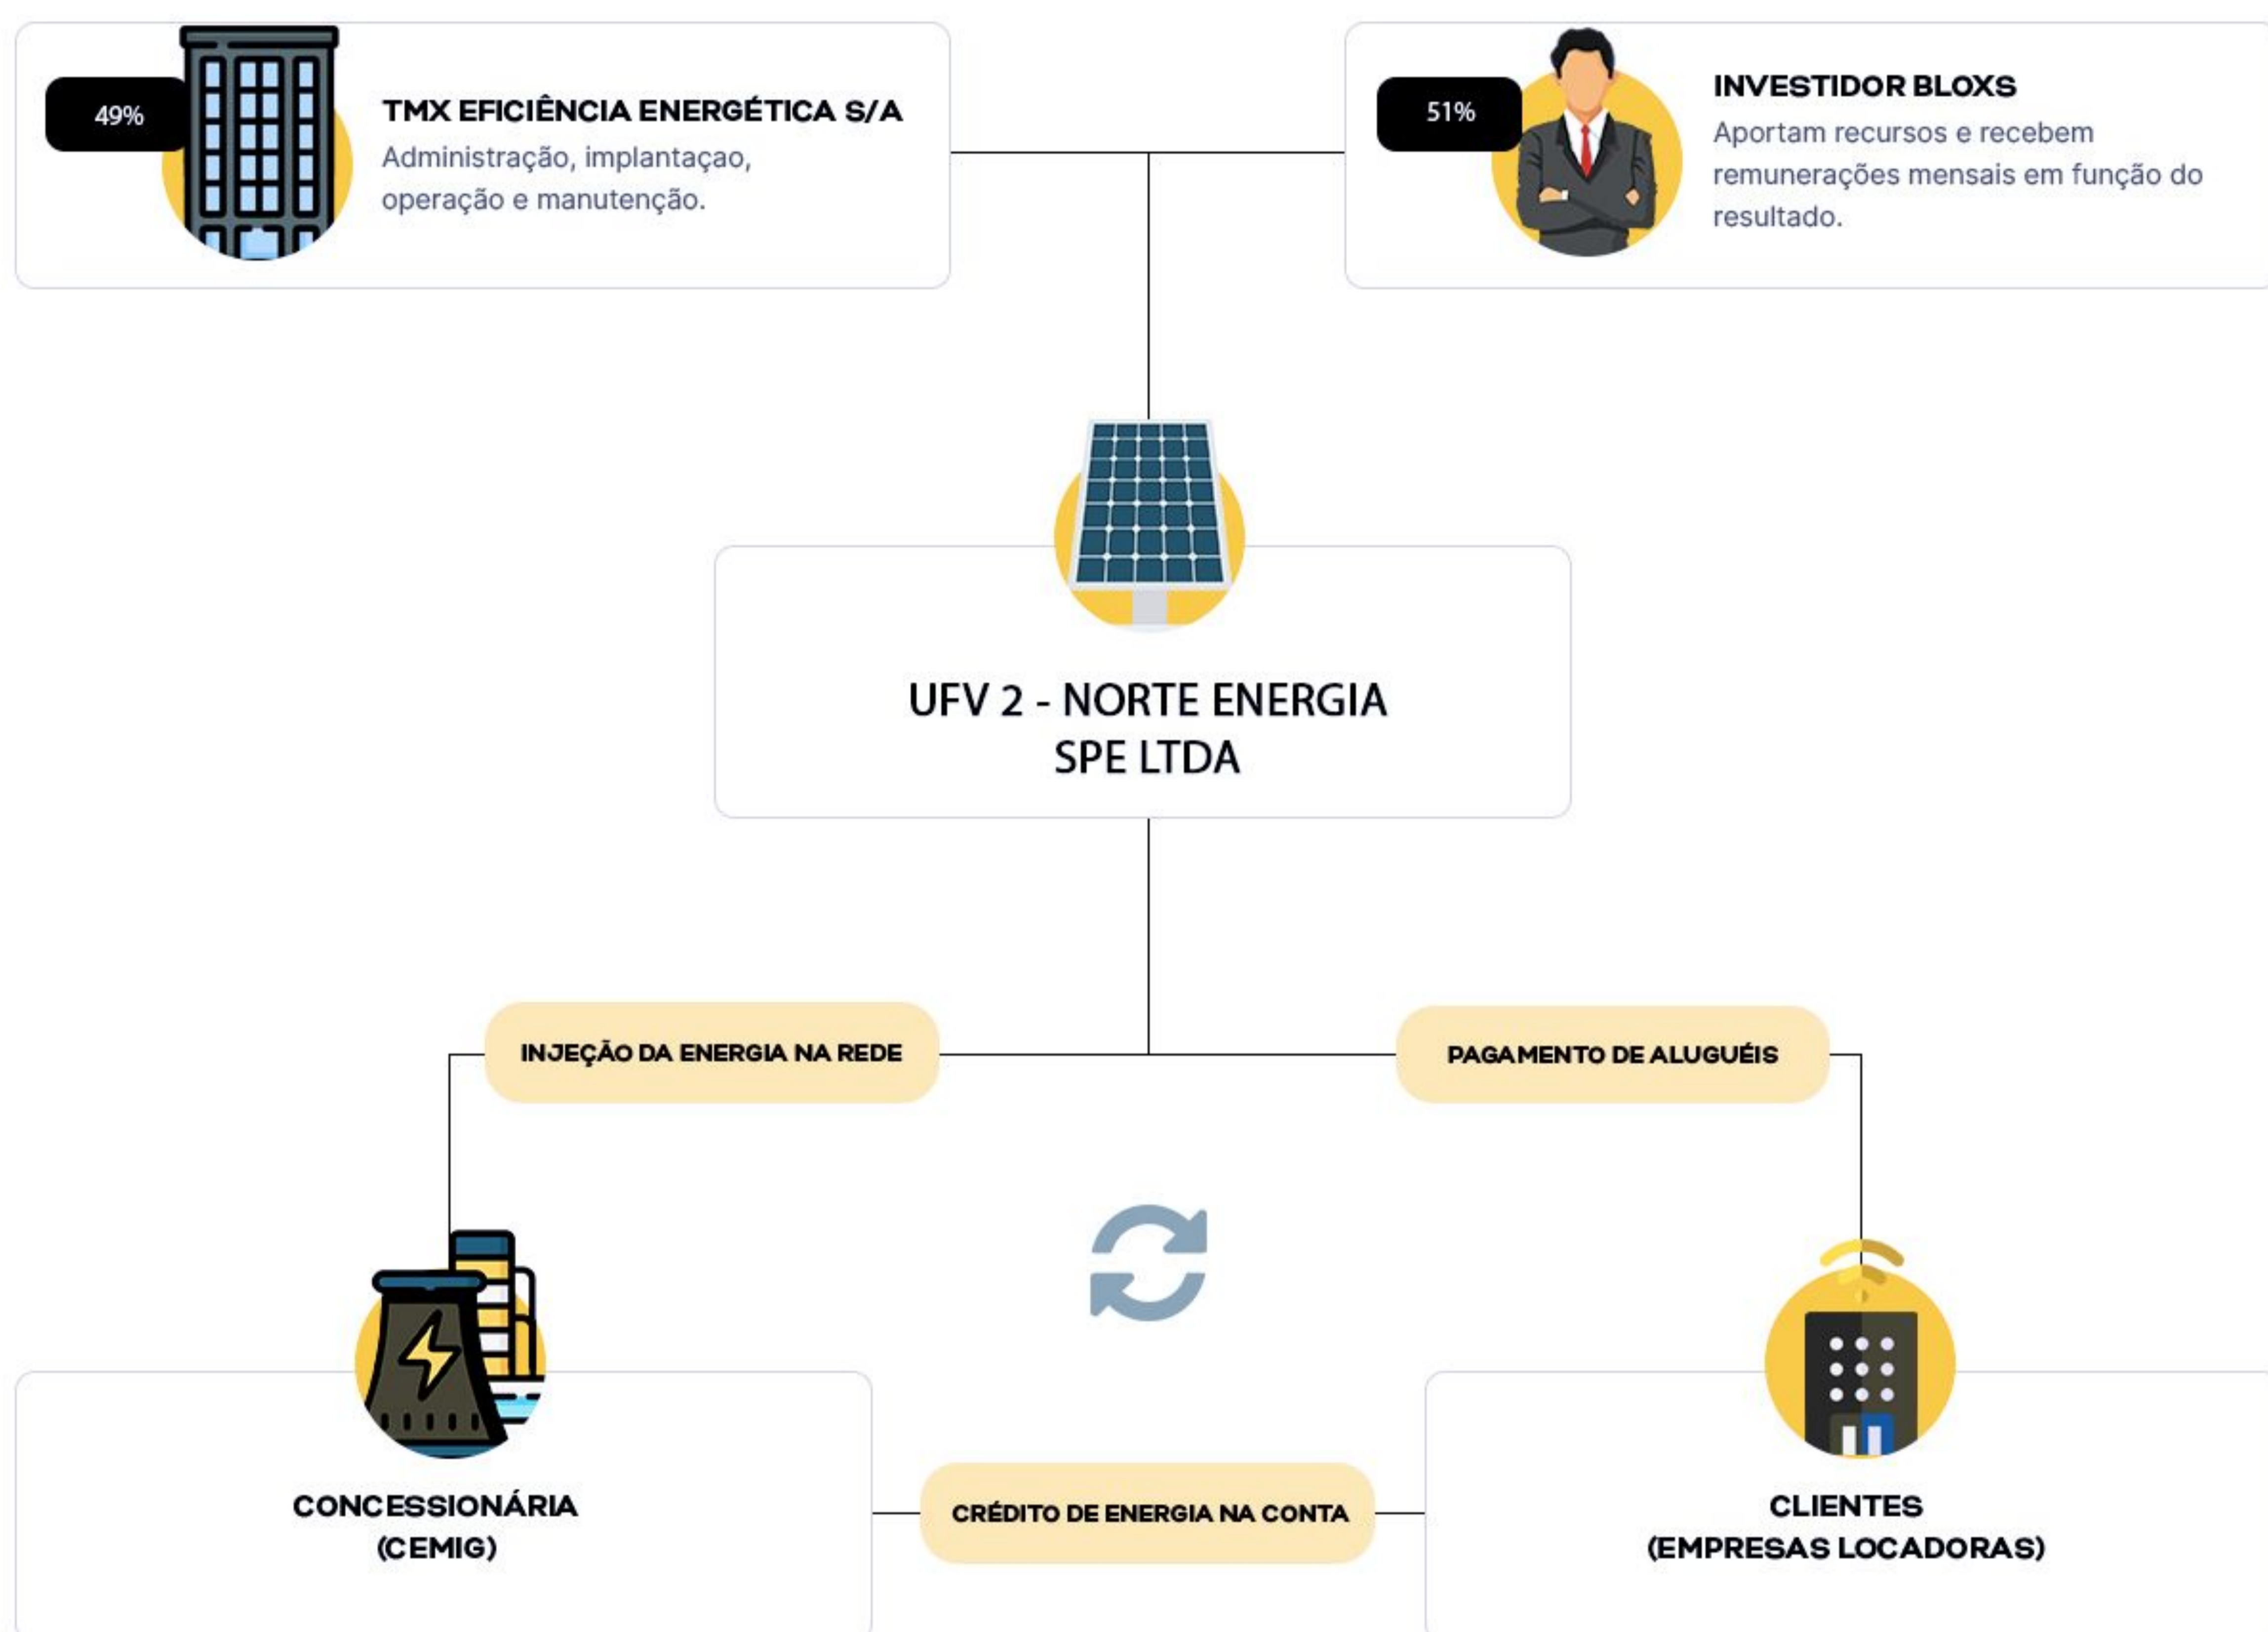 49%
TMX EFICIÊNCIA ENERGÉTICA S/A
Administração, implantaçao,
operação e manutenção.
51%
INVESTIDOR BLOXS
Aportam recursos e recebem
remunerações mensais em função do
resultado.
UFV 2 - NORTE ENERGIA
SPE LTDA
INJEÇÃO DA ENERGIA NA REDE
PAGAMENTO DE ALUGUÉIS
CONCESSIONÁRIA
(CEMIG)
CRÉDITO DE ENERGIA NA CONTA
CLIENTES
(EMPRESAS LOCADORAS)